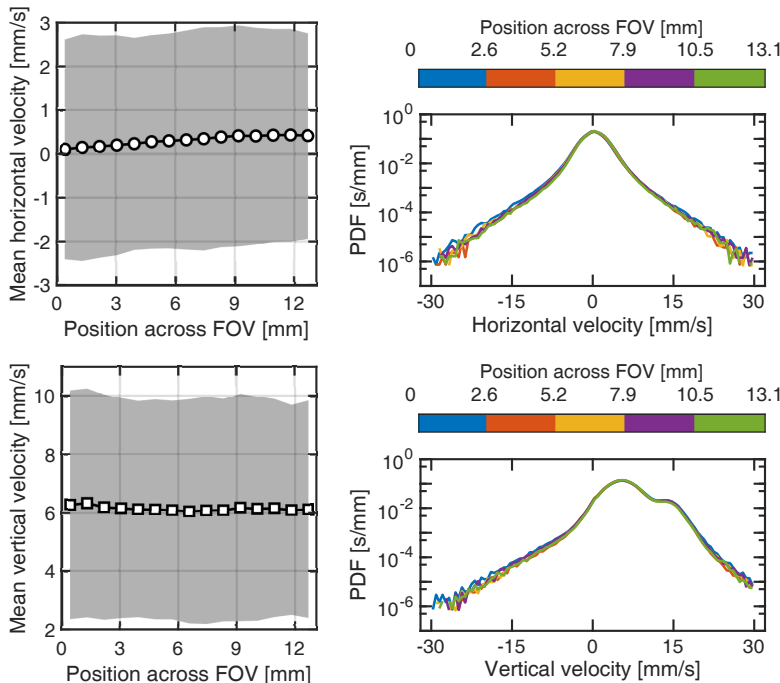 3
2
1
0
-1
-2
-3
Mean horizontal velocity [mm/s]
0 3 6 9 12
Position across FOV [mm]
Position across FOV [mm]
0 2.6 5.2 7.9 10.5 13.1
10^0
10^-2
10^-4
10^-6
PDF [s/mm]
-30 -15 0 15 30
Horizontal velocity [mm/s]
10
8
6
4
2
Mean vertical velocity [mm/s]
0 3 6 9 12
Position across FOV [mm]
Position across FOV [mm]
0 2.6 5.2 7.9 10.5 13.1
10^0
10^-2
10^-4
10^-6
PDF [s/mm]
-30 -15 0 15 30
Vertical velocity [mm/s]